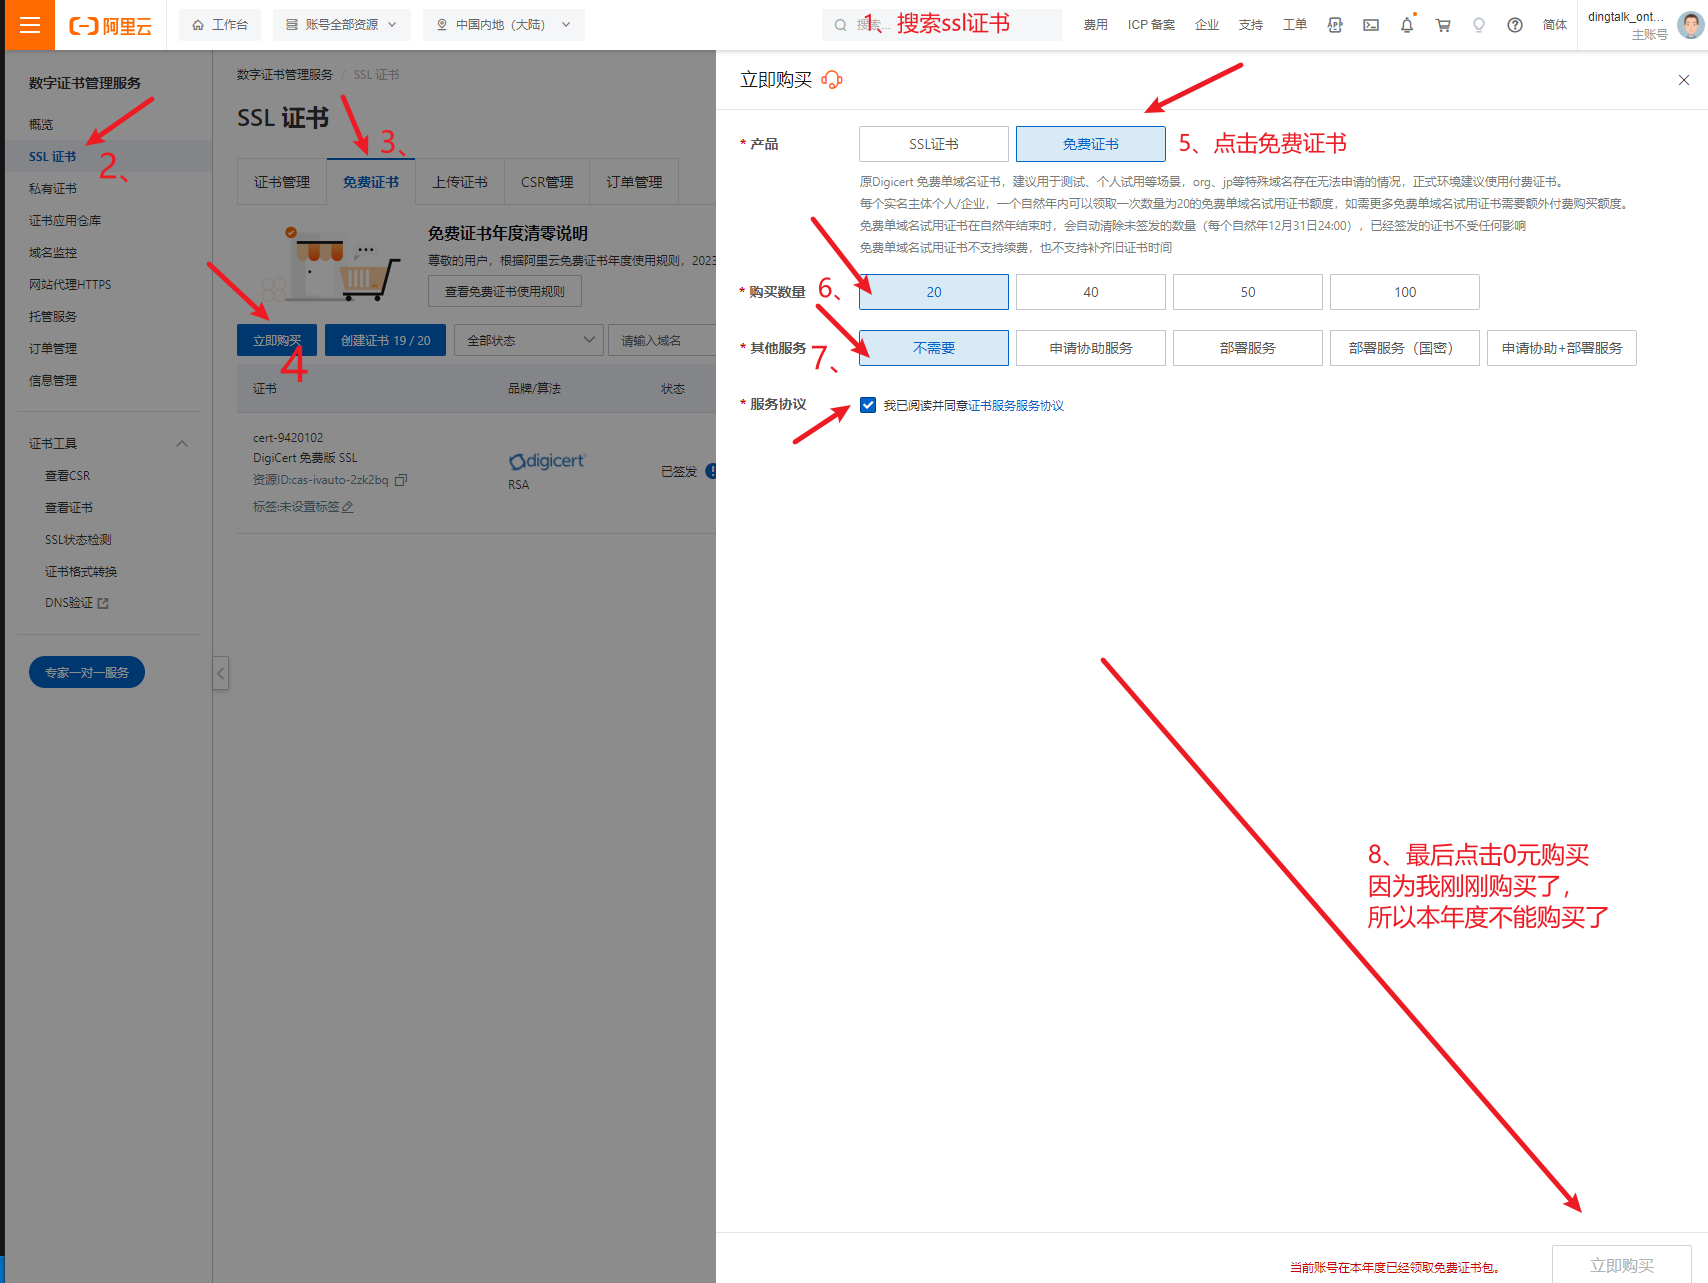 阿里云
工作台
账号全部资源
中国内地（大陆）
搜索...
1、搜索ssl证书
费用
ICP 备案
企业
支持
工单
简体
dingtalk_ont...
主账号
数字证书管理服务
概览
SSL 证书
2、
私有证书
证书应用仓库
域名监控
网站代理HTTPS
托管服务
订单管理
信息管理
证书工具
查看CSR
查看证书
SSL状态检测
证书格式转换
DNS验证
专家一对一服务
数字证书管理服务 / SSL 证书
SSL 证书
3、
证书管理
免费证书
上传证书
CSR管理
订单管理
免费证书年度清零说明
尊敬的用户，根据阿里云免费证书年度使用规则，2023
查看免费证书使用规则
立即购买
4
创建证书 19 / 20
全部状态
请输入域名
证书
品牌/算法
状态
cert-9420102
DigiCert 免费版 SSL
资源ID:cas-ivauto-2zk2bq
标签:未设置标签
digicert
RSA
已签发
立即购买
* 产品
SSL证书
免费证书
5、点击免费证书
原Digicert 免费单域名证书，建议用于测试、个人试用等场景，org、jp等特殊域名存在无法申请的情况，正式环境建议使用付费证书。
每个实名主体个人/企业，一个自然年内可以领取一次数量为20的免费单域名试用证书额度，如需更多免费单域名试用证书需要额外付费购买额度。
免费单域名试用证书在自然年结束时，会自动清除未签发的数量（每个自然年12月31日24:00），已经签发的证书不受任何影响
免费单域名试用证书不支持续费，也不支持补齐旧证书时间
* 购买数量
6、
20
40
50
100
* 其他服务
7、
不需要
申请协助服务
部署服务
部署服务（国密）
申请协助+部署服务
* 服务协议
我已阅读并同意证书服务服务协议
8、最后点击0元购买
因为我刚刚购买了，
所以本年度不能购买了
当前账号在本年度已经领取免费证书包。
立即购买